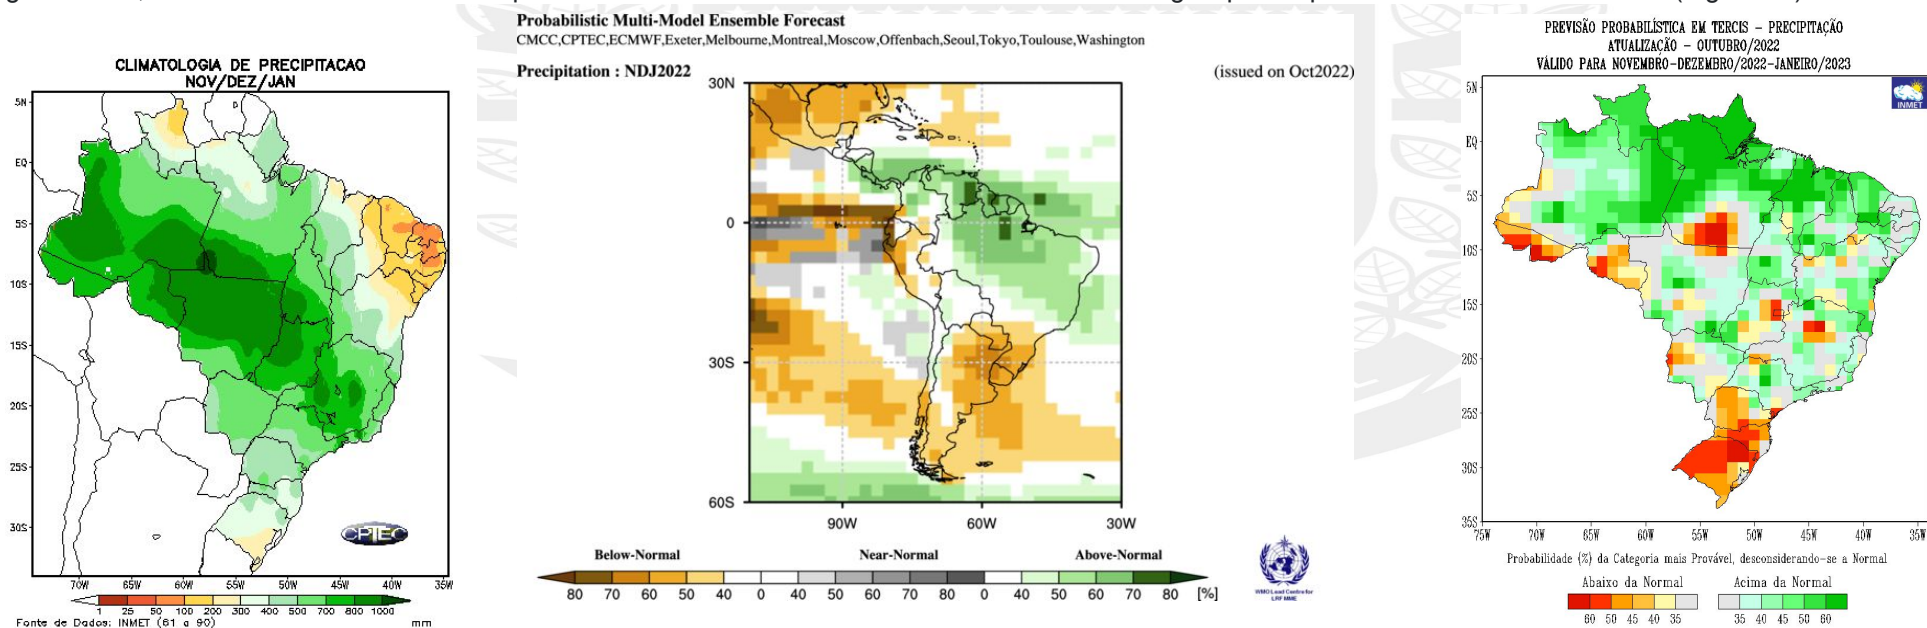 CLIMATOLOGIA DE PRECIPITACAO
NOV/DEZ/JAN
5N
EQ
5S
10S
15S
20S
25S
30S
70W 65W 60W 55W 50W 45W 40W 35W
1 25 50 100 200 300 400 500 700 800 1000
Fonte de Dados: INMET (61 a 90) mm
CPTEC
Probabilistic Multi-Model Ensemble Forecast
CMCC,CPTEC,ECMWF,Exeter,Melbourne,Montreal,Moscow,Offenbach,Seoul,Tokyo,Toulouse,Washington
Precipitation : NDJ2022 (issued on Oct2022)
30N
0
30S
60S
90W 60W 30W
Below-Normal Near-Normal Above-Normal
80 70 60 50 40 0 40 50 60 70 0 40 50 60 70 80 [%]
WMO Lead Centre for
LRF MME
PREVISÃO PROBABILÍSTICA EM TERCIS – PRECIPITAÇÃO
ATUALIZAÇÃO – OUTUBRO/2022
VÁLIDO PARA NOVEMBRO-DEZEMBRO/2022-JANEIRO/2023
INMET
5N
EQ
5S
10S
15S
20S
25S
30S
35S
75W 70W 65W 60W 55W 50W 45W 40W 35W
Probabilidade (%) da Categoria mais Provável, desconsiderando-se a Normal
Abaixo da Normal Acima da Normal
60 50 45 40 35 35 40 45 50 60